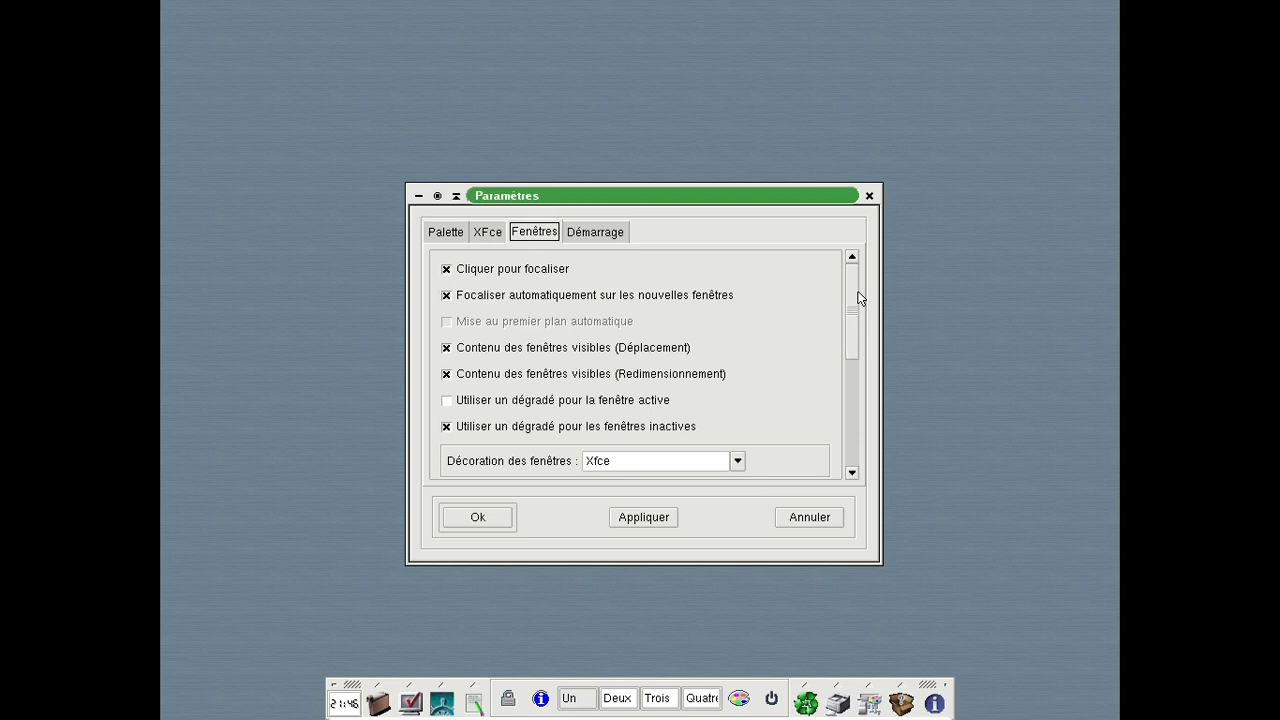 Paramètres
Palette XFce Fenêtres Démarrage
Cliquer pour focaliser
Focaliser automatiquement sur les nouvelles fenêtres
Mise au premier plan automatique
Contenu des fenêtres visibles (Déplacement)
Contenu des fenêtres visibles (Redimensionnement)
Utiliser un dégradé pour la fenêtre active
Utiliser un dégradé pour les fenêtres inactives
Décoration des fenêtres : Xfce
Ok Appliquer Annuler
21:46 Un Deux Trois Quatre